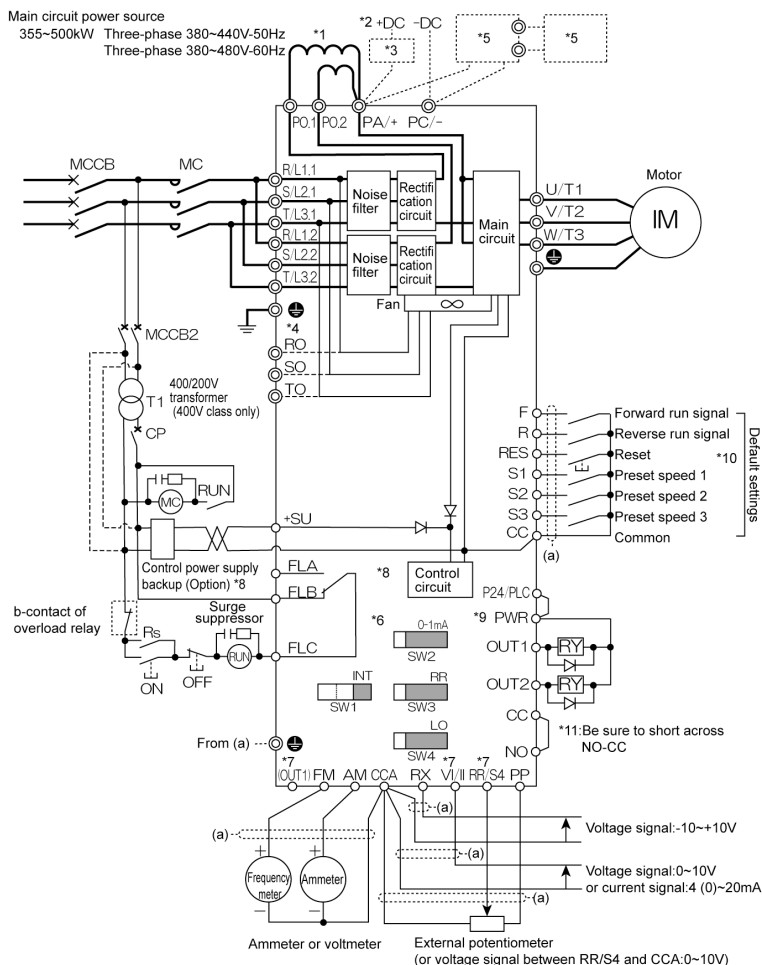 Main circuit power source
355~500kW Three-phase 380~440V-50Hz
Three-phase 380~480V-60Hz
*1
*2 +DC -DC
*3
*5
*5
PO.1 PO.2 PA/+ PC/-
MCCB MC
R/L1.1
S/L2.1
T/L3.1
R/L1.2
S/L2.2
T/L3.2
Noise
filter
Rectifi
cation
circuit
Noise
filter
Rectifi
cation
circuit
Main
circuit
Fan
U/T1
V/T2
W/T3
Motor
IM
*4
RO
SO
TO
MCCB2
T1
400/200V
transformer
(400V class only)
CP
MC
RUN
+SU
Control power supply
backup (Option) *8
*8
Control
circuit
F
R
RES
S1
S2
S3
CC
Forward run signal
Reverse run signal
Reset
Preset speed 1
Preset speed 2
Preset speed 3
Common
*10
Default settings
(a)
FLA
FLB
FLC
b-contact of
overload relay
Surge
suppressor
Rs
ON
OFF
RUN
*6
0-1mA
SW2
INT
SW1
RR
SW3
LO
SW4
P24/PLC
*9 PWR
OUT1
RY
OUT2
RY
CC
NO
*11:Be sure to short across
NO-CC
From (a)
*7
*7
*7
(OUT1) FM AM CCA RX VI/II RR/S4 PP
(a)
(a)
(a)
(a)
+
Frequency
meter
−
+
Ammeter
−
Voltage signal:-10~+10V
Voltage signal:0~10V
or current signal:4 (0)~20mA
Ammeter or voltmeter
External potentiometer
(or voltage signal between RR/S4 and CCA:0~10V)